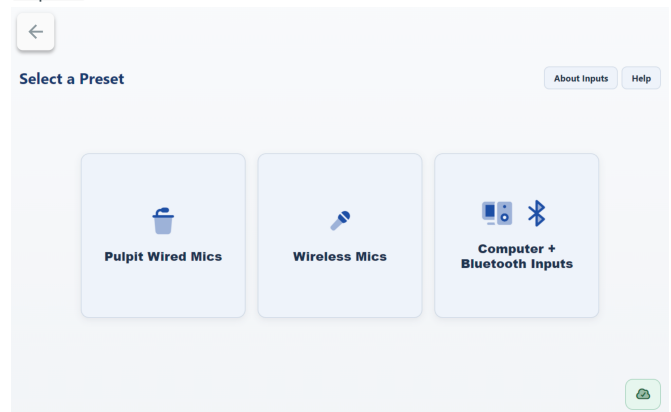 Select a Preset
About Inputs
Help
Pulpit Wired Mics
Wireless Mics
Computer +
Bluetooth Inputs